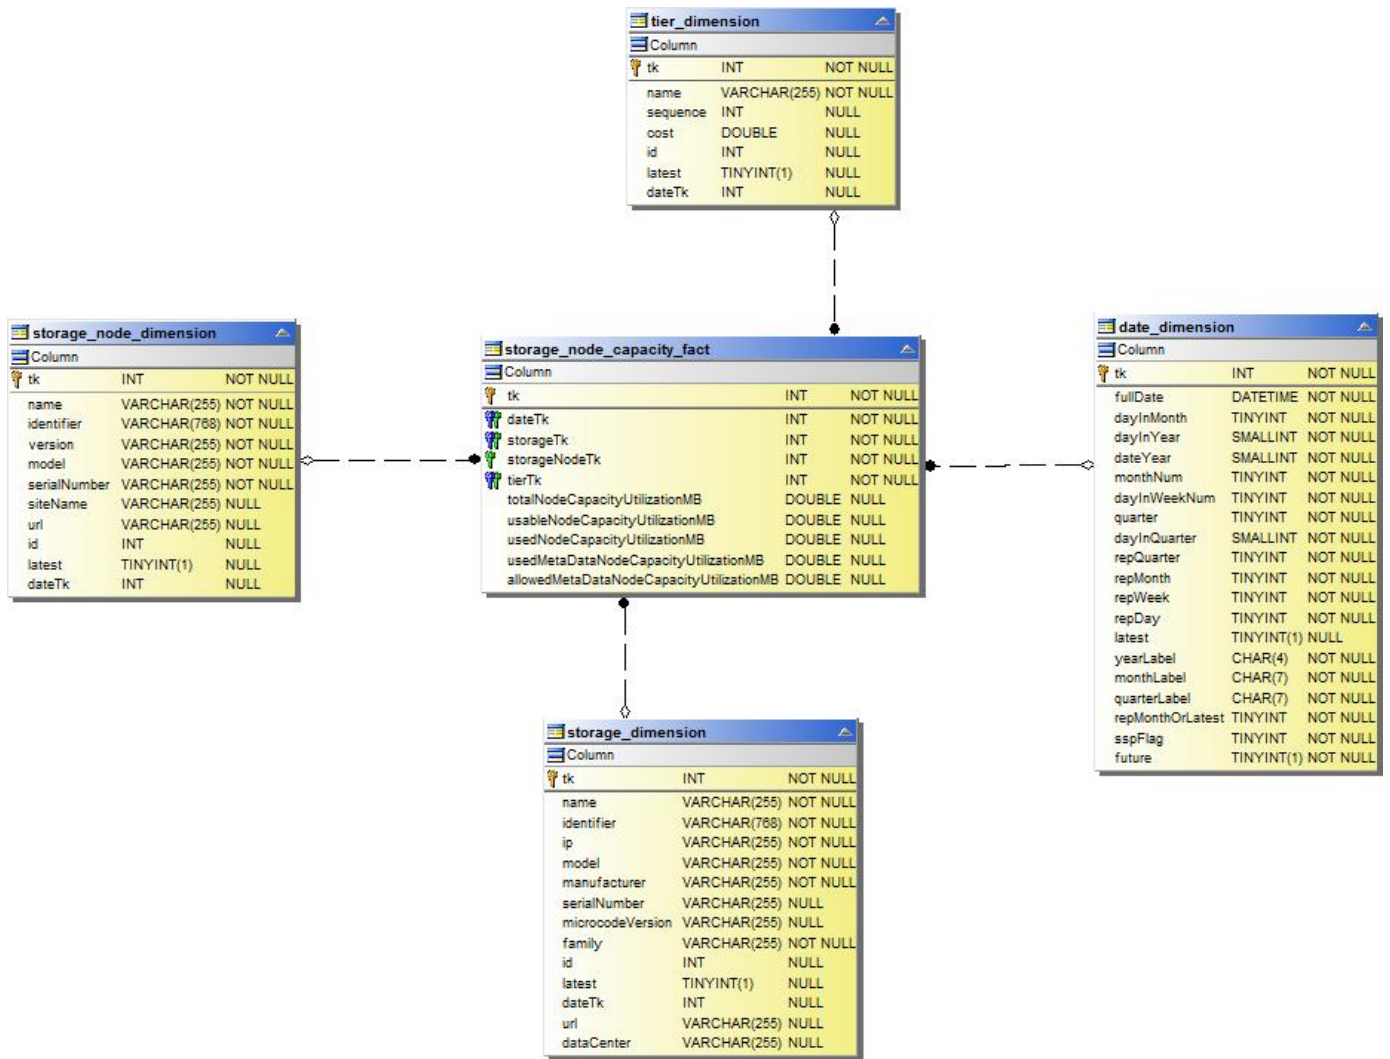 tier_dimension
Column
tk INT NOT NULL
name VARCHAR(255) NOT NULL
sequence INT NULL
cost DOUBLE NULL
id INT NULL
latest TINYINT(1) NULL
dateTk INT NULL
storage_node_dimension
Column
tk INT NOT NULL
name VARCHAR(255) NOT NULL
identifier VARCHAR(768) NOT NULL
version VARCHAR(255) NOT NULL
model VARCHAR(255) NOT NULL
serialNumber VARCHAR(255) NOT NULL
siteName VARCHAR(255) NULL
url VARCHAR(255) NULL
id INT NULL
latest TINYINT(1) NULL
dateTk INT NULL
storage_node_capacity_fact
Column
tk INT NOT NULL
dateTk INT NOT NULL
storageTk INT NOT NULL
storageNodeTk INT NOT NULL
tierTk INT NOT NULL
totalNodeCapacityUtilizationMB DOUBLE NULL
usableNodeCapacityUtilizationMB DOUBLE NULL
usedNodeCapacityUtilizationMB DOUBLE NULL
usedMetaDataNodeCapacityUtilizationMB DOUBLE NULL
allowedMetaDataNodeCapacityUtilizationMB DOUBLE NULL
date_dimension
Column
tk INT NOT NULL
fullDate DATETIME NOT NULL
dayInMonth TINYINT NOT NULL
dayInYear SMALLINT NOT NULL
dateYear SMALLINT NOT NULL
monthNum TINYINT NOT NULL
dayInWeekNum TINYINT NOT NULL
quarter TINYINT NOT NULL
dayInQuarter SMALLINT NOT NULL
repQuarter TINYINT NOT NULL
repMonth TINYINT NOT NULL
repWeek TINYINT NOT NULL
repDay TINYINT NOT NULL
latest TINYINT(1) NULL
yearLabel CHAR(4) NOT NULL
monthLabel CHAR(7) NOT NULL
quarterLabel CHAR(7) NOT NULL
repMonthOrLatest TINYINT NOT NULL
sspFlag TINYINT NOT NULL
future TINYINT(1) NOT NULL
storage_dimension
Column
tk INT NOT NULL
name VARCHAR(255) NOT NULL
identifier VARCHAR(768) NOT NULL
ip VARCHAR(255) NOT NULL
model VARCHAR(255) NOT NULL
manufacturer VARCHAR(255) NOT NULL
serialNumber VARCHAR(255) NULL
microcodeVersion VARCHAR(255) NULL
family VARCHAR(255) NOT NULL
id INT NULL
latest TINYINT(1) NULL
dateTk INT NULL
url VARCHAR(255) NULL
dataCenter VARCHAR(255) NULL